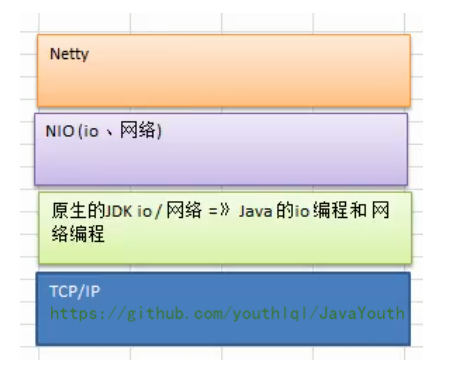 Netty
NIO (io 、网络)
原生的JDK io / 网络 =》 Java 的io 编程和 网
络编程
TCP/IP
https://github.com/youthlql/JavaYouth